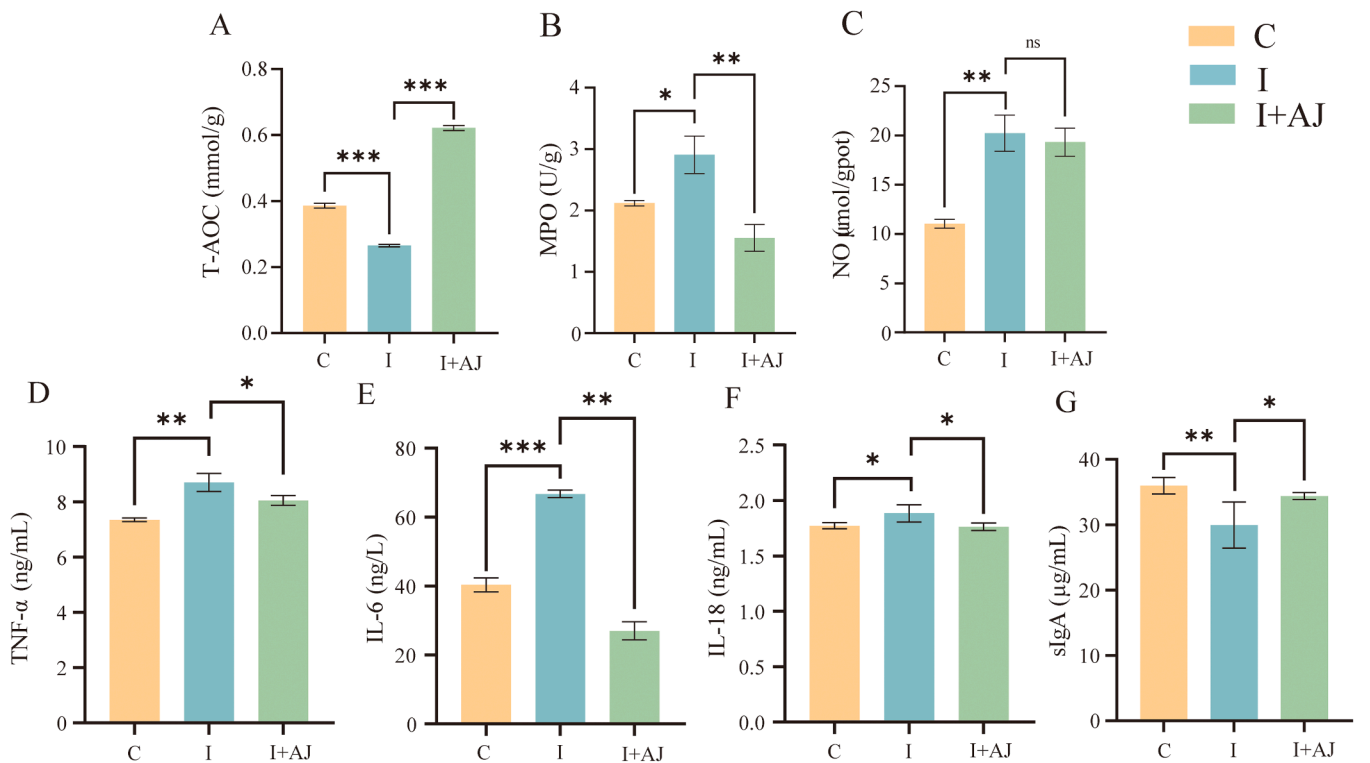 A
T-AOC (mmol/g)
0.8
0.6
0.4
0.2
0.0
***
***
C I I+AJ
B
MPO (U/g)
4
3
2
1
0
*
**
C I I+AJ
C
NO (μmol/gpot)
25
20
15
10
5
0
**
ns
C I I+AJ
C
I
I+AJ
D
TNF-α (ng/mL)
10
8
6
4
2
0
**
*
C I I+AJ
E
IL-6 (ng/L)
80
60
40
20
0
***
**
C I I+AJ
F
IL-18 (ng/mL)
2.5
2.0
1.5
1.0
0.5
0.0
*
*
C I I+AJ
G
sIgA (μg/mL)
40
30
20
10
0
**
*
C I I+AJ